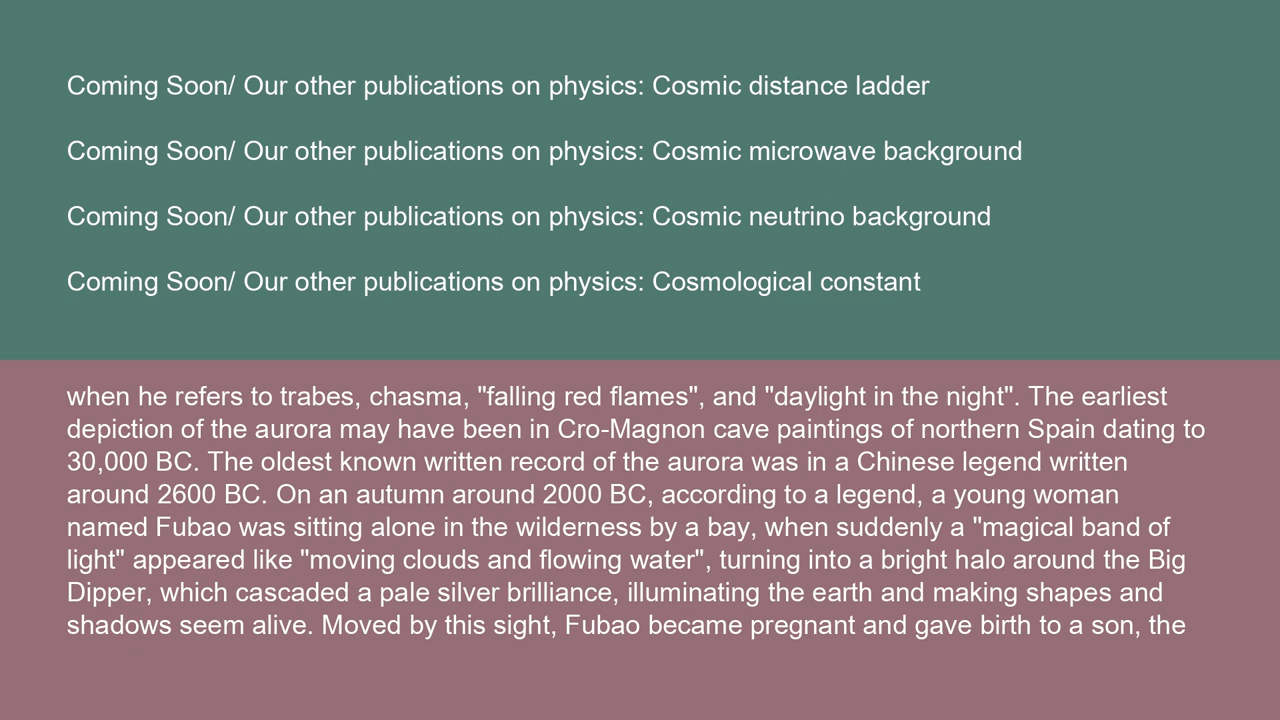 Coming Soon/ Our other publications on physics: Cosmic distance ladder
Coming Soon/ Our other publications on physics: Cosmic microwave background
Coming Soon/ Our other publications on physics: Cosmic neutrino background
Coming Soon/ Our other publications on physics: Cosmological constant
when he refers to trabes, chasma, "falling red flames", and "daylight in the night". The earliest
depiction of the aurora may have been in Cro-Magnon cave paintings of northern Spain dating to
30,000 BC. The oldest known written record of the aurora was in a Chinese legend written
around 2600 BC. On an autumn around 2000 BC, according to a legend, a young woman
named Fubao was sitting alone in the wilderness by a bay, when suddenly a "magical band of
light" appeared like "moving clouds and flowing water", turning into a bright halo around the Big
Dipper, which cascaded a pale silver brilliance, illuminating the earth and making shapes and
shadows seem alive. Moved by this sight, Fubao became pregnant and gave birth to a son, the